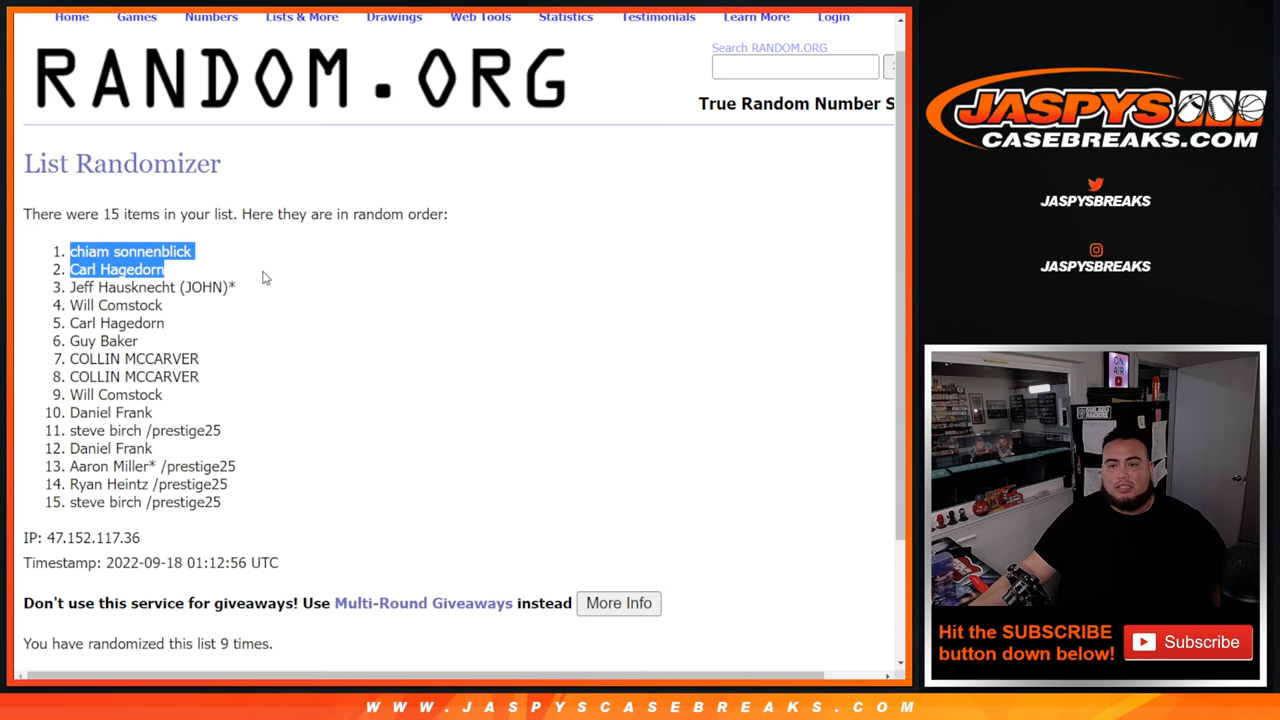 Home Games Numbers Lists & More Drawings Web Tools Statistics Testimonials Learn More Login
RANDOM.ORG
Search RANDOM.ORG
True Random Number S
List Randomizer
There were 15 items in your list. Here they are in random order:
1. chiam sonnenblick
2. Carl Hagedorn
3. Jeff Hausknecht (JOHN)*
4. Will Comstock
5. Carl Hagedorn
6. Guy Baker
7. COLLIN MCCARVER
8. COLLIN MCCARVER
9. Will Comstock
10. Daniel Frank
11. steve birch /prestige25
12. Daniel Frank
13. Aaron Miller* /prestige25
14. Ryan Heintz /prestige25
15. steve birch /prestige25
IP: 47.152.117.36
Timestamp: 2022-09-18 01:12:56 UTC
Don't use this service for giveaways! Use Multi-Round Giveaways instead More Info
You have randomized this list 9 times.
JASPYS
CASEBREAKS.COM
JASPYSBREAKS
JASPYSBREAKS
ON
AIR
Hit the SUBSCRIBE
button down below!
Subscribe
WWW.JASPYSCASEBREAKS.COM